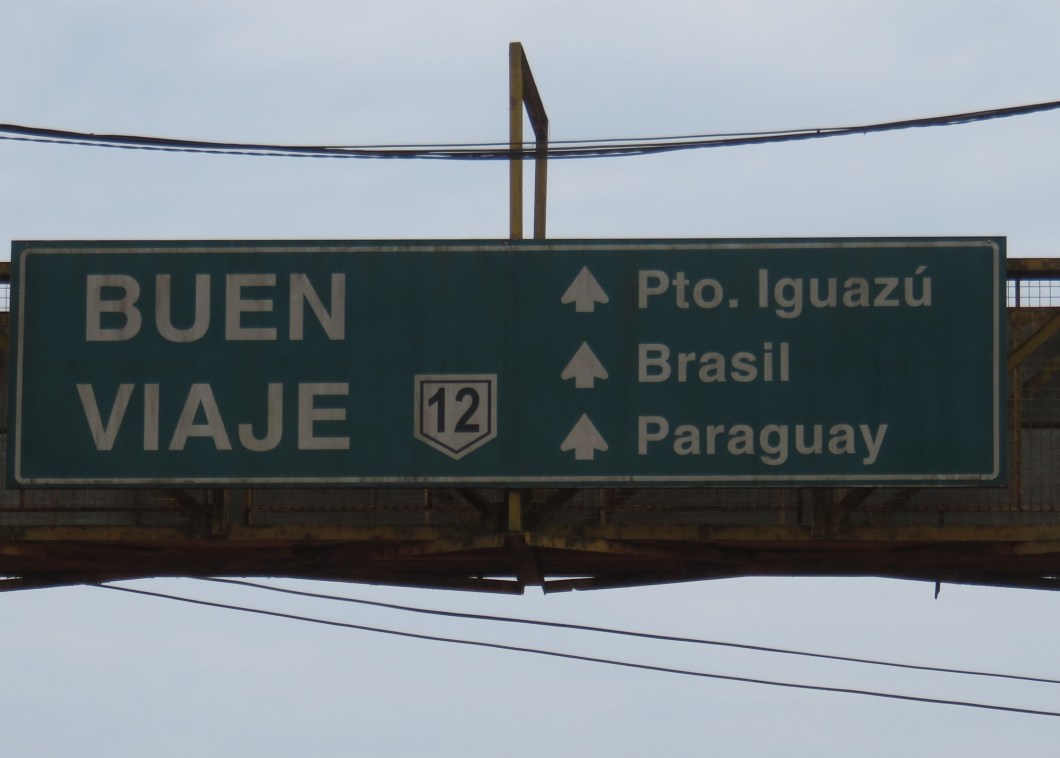 BUEN
VIAJE
12
Pto. Iguazú
Brasil
Paraguay